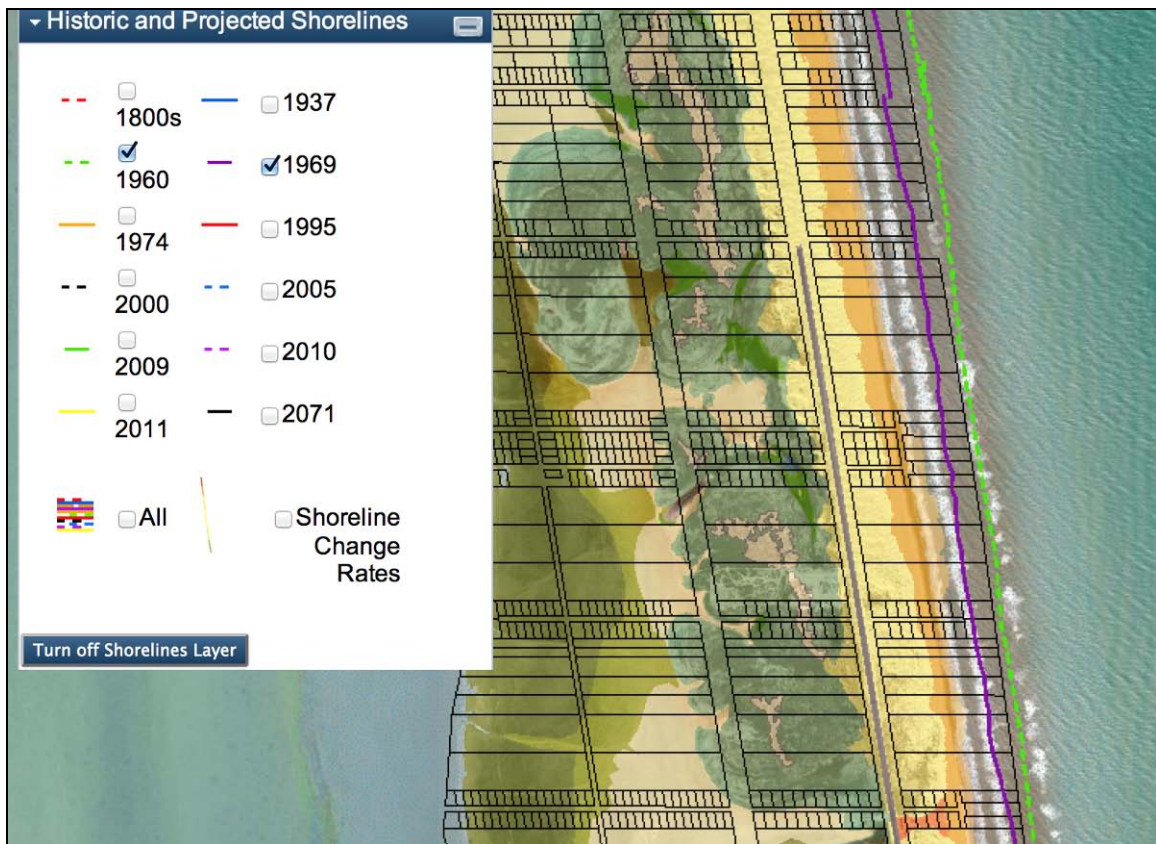 Historic and Projected Shorelines
1800s
1937
1960
1969
1974
1995
2000
2005
2009
2010
2011
2071
All
Shoreline
Change
Rates
Turn off Shorelines Layer